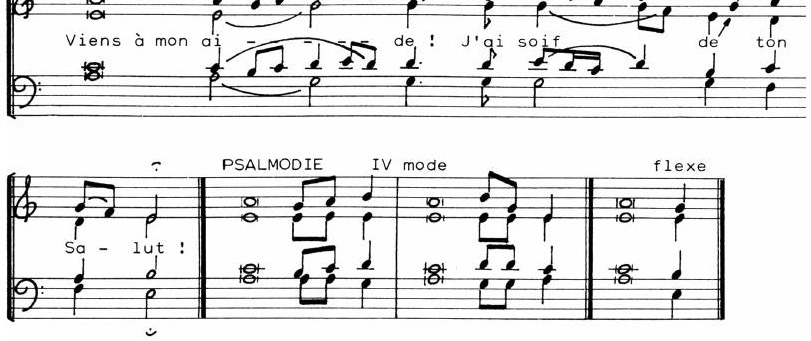 Viens à mon ai - - - - - de ! J'ai soif de ton
PSALMODIE IV mode flexe
Sa - lut !